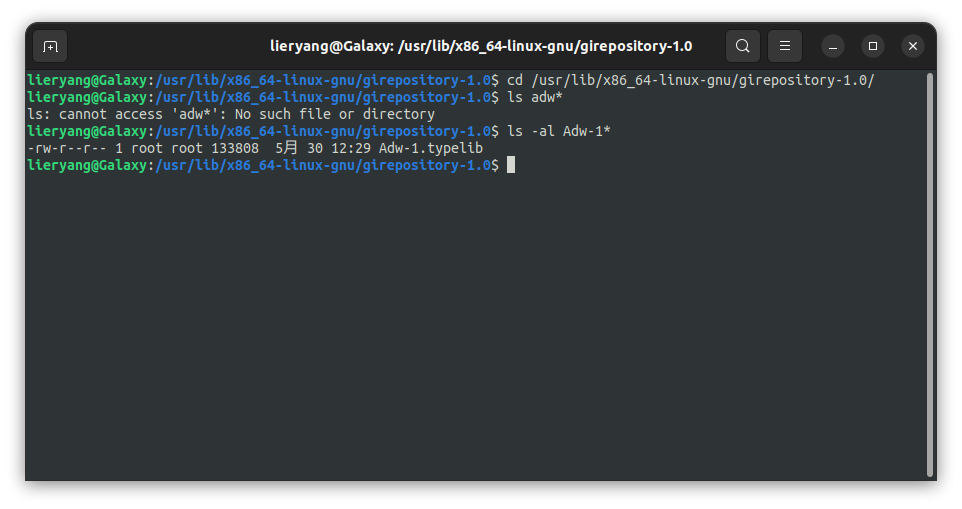 lieryang@Galaxy: /usr/lib/x86_64-linux-gnu/girepository-1.0
lieryang@Galaxy:/usr/lib/x86_64-linux-gnu/girepository-1.0$ cd /usr/lib/x86_64-linux-gnu/girepository-1.0/
lieryang@Galaxy:/usr/lib/x86_64-linux-gnu/girepository-1.0$ ls adw*
ls: cannot access 'adw*': No such file or directory
lieryang@Galaxy:/usr/lib/x86_64-linux-gnu/girepository-1.0$ ls -al Adw-1*
-rw-r--r-- 1 root root 133808  5月 30 12:29 Adw-1.typelib
lieryang@Galaxy:/usr/lib/x86_64-linux-gnu/girepository-1.0$